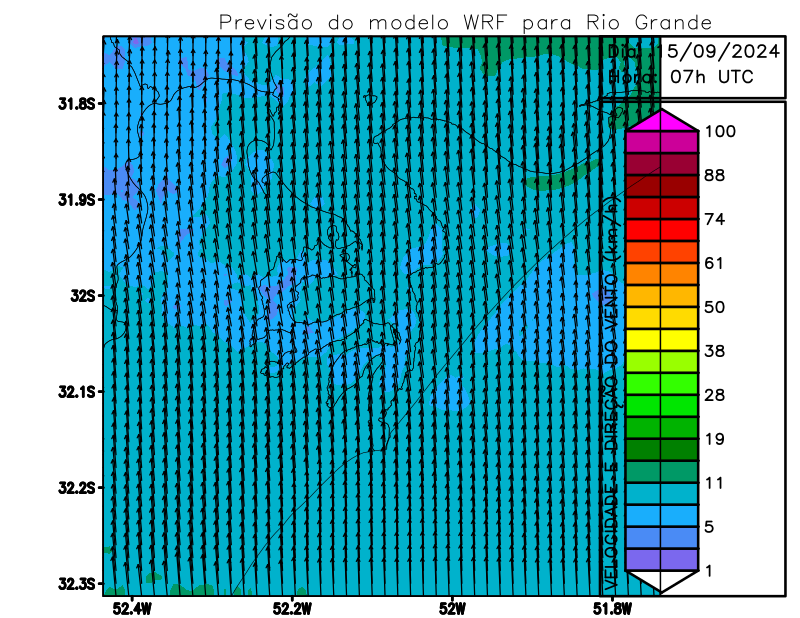 Previsão do modelo WRF para Rio Grande
Dia: 15/09/2024
Hora: 07h UTC
31.8S
31.9S
32S
32.1S
32.2S
32.3S
52.4W
52.2W
52W
51.8W
VELOCIDADE E DIREÇÃO DO VENTO (km/h)
100
88
74
61
50
38
28
19
11
5
1